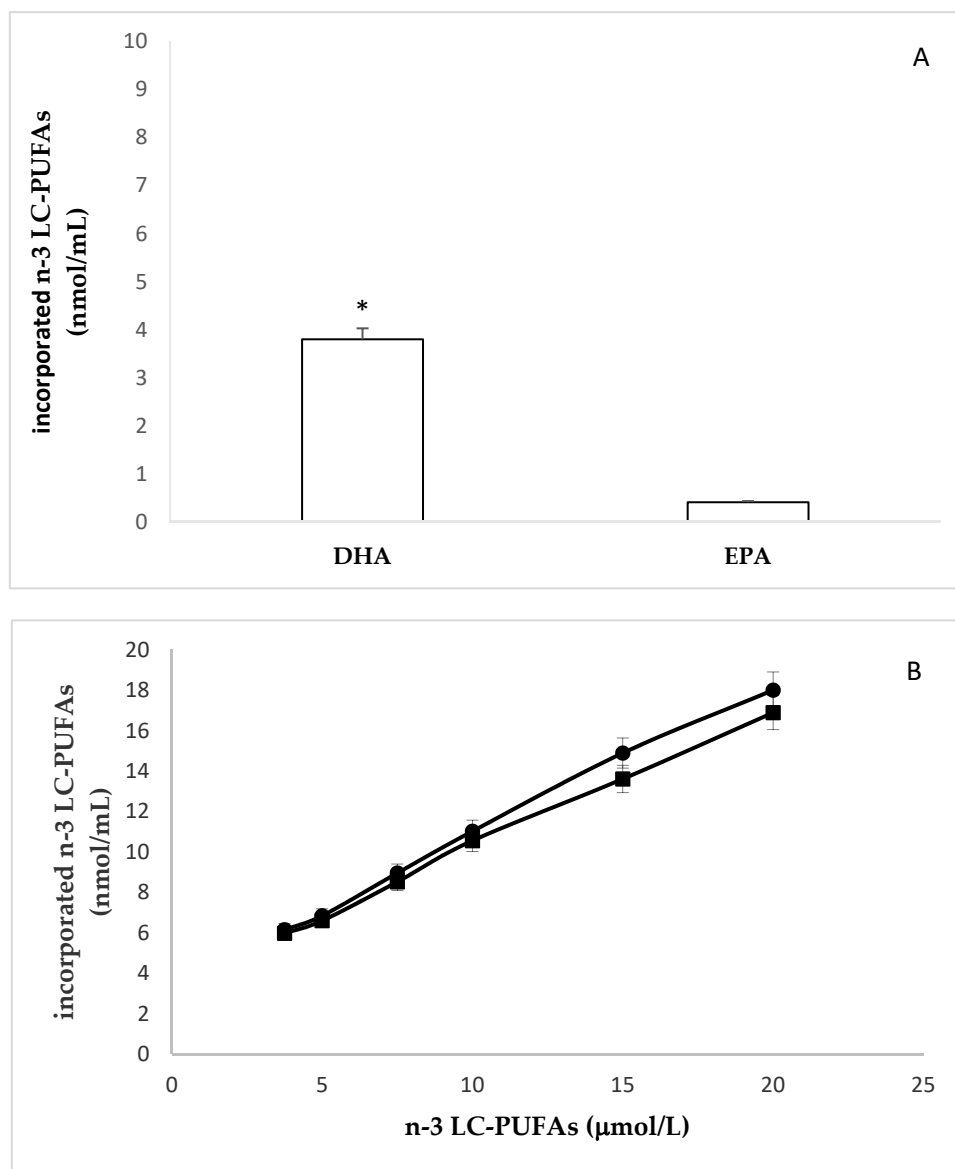 A
incorporated n-3 LC-PUFAs
(nmol/mL)
10
9
8
7
6
5
4
3
2
1
0
*
DHA
EPA
B
incorporated n-3 LC-PUFAs
(nmol/mL)
20
18
16
14
12
10
8
6
4
2
0
0 5 10 15 20 25
n-3 LC-PUFAs (µmol/L)